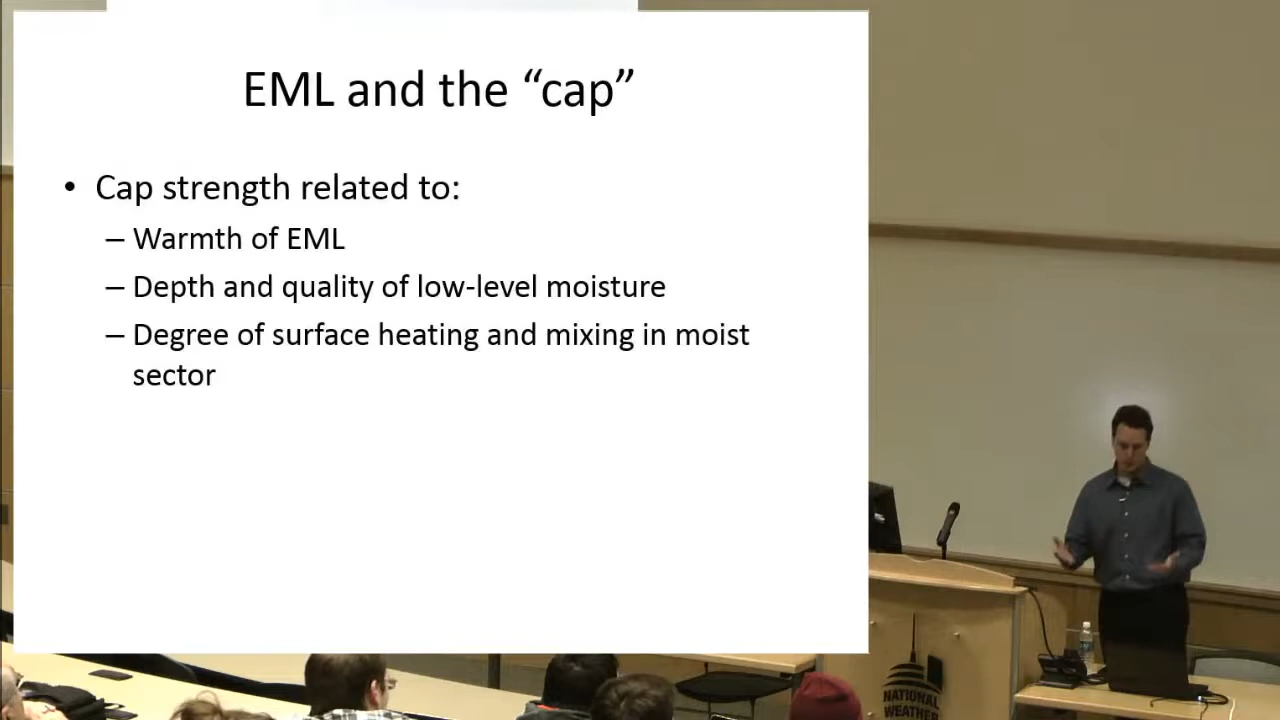 EML and the “cap”
• Cap strength related to:
– Warmth of EML
– Depth and quality of low-level moisture
– Degree of surface heating and mixing in moist
sector
NATIONAL
WEATHER